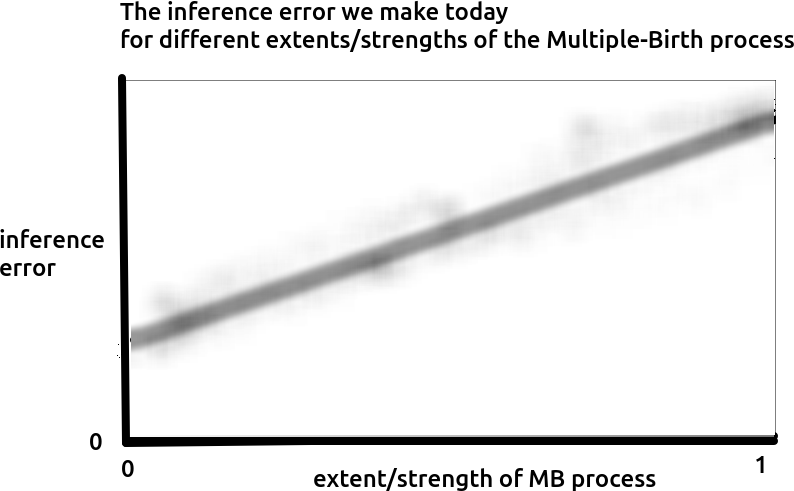 The inference error we make today
for different extents/strengths of the Multiple-Birth process
inference
error
0
0
1
extent/strength of MB process